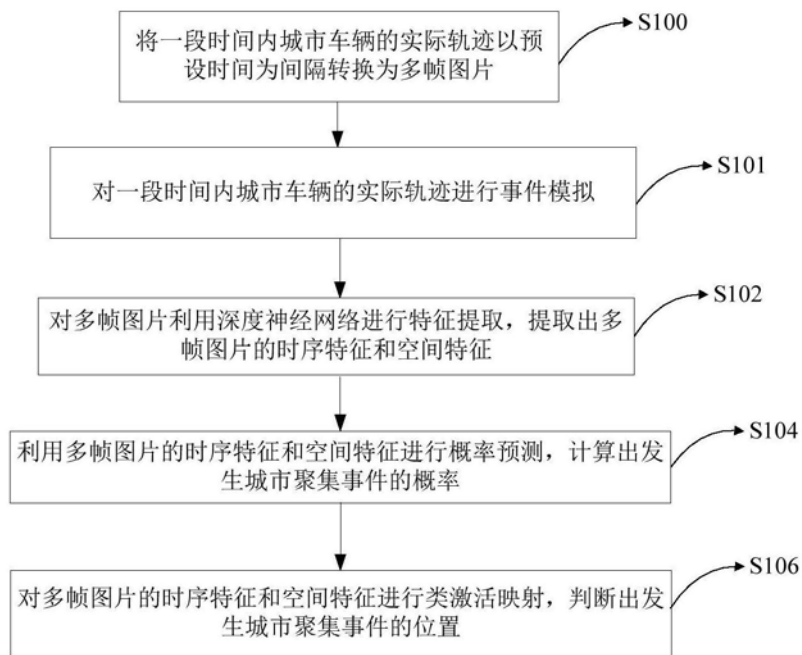 将一段时间内城市车辆的实际轨迹以预
设时间为间隔转换为多帧图片
S100
对一段时间内城市车辆的实际轨迹进行事件模拟
S101
对多帧图片利用深度神经网络进行特征提取，提取出多
帧图片的时序特征和空间特征
S102
利用多帧图片的时序特征和空间特征进行概率预测，计算出发
生城市聚集事件的概率
S104
对多帧图片的时序特征和空间特征进行类激活映射，判断出发
生城市聚集事件的位置
S106